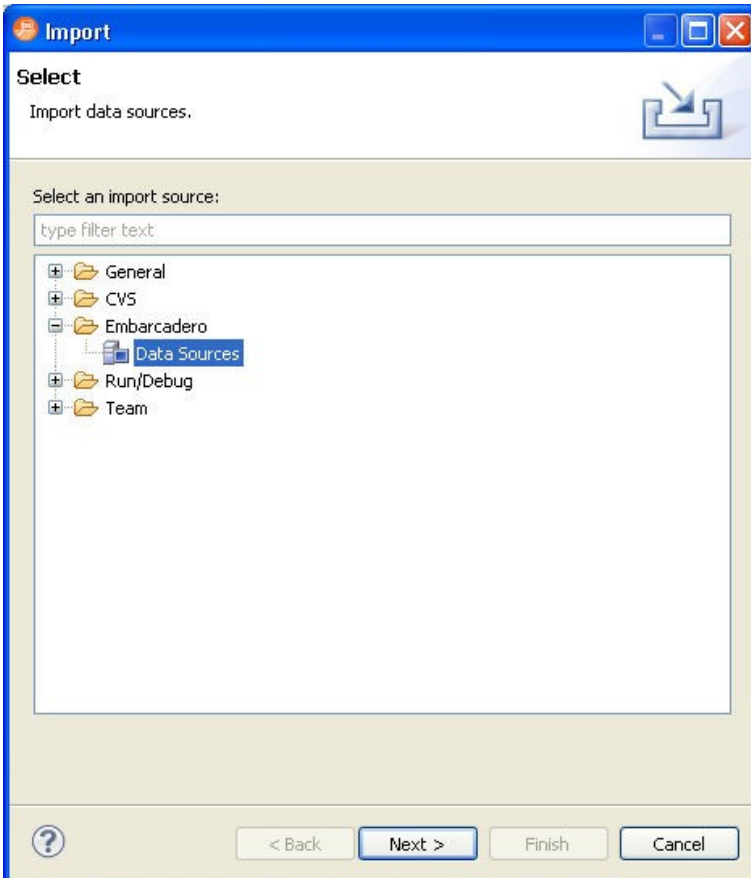 Import
Select
Import data sources.
Select an import source:
type filter text
General
CVS
Embarcadero
Data Sources
Run/Debug
Team
?
< Back Next > Finish Cancel